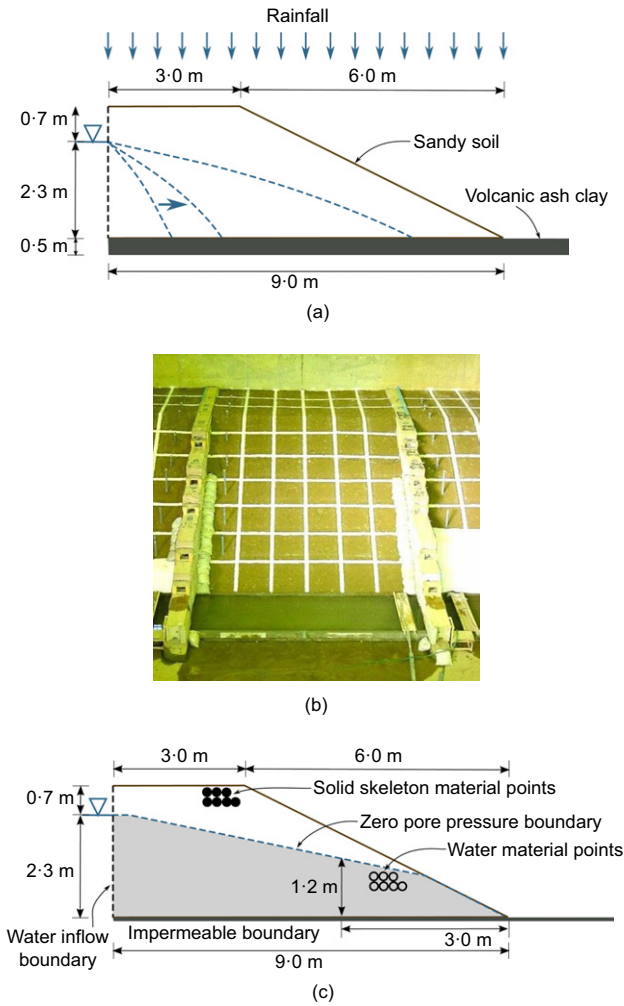 Rainfall
3·0 m
6·0 m
0·7 m
Sandy soil
Volcanic ash clay
2·3 m
0·5 m
9·0 m
(a)
(b)
3·0 m
6·0 m
0·7 m
Solid skeleton material points
Zero pore pressure boundary
Water material points
2·3 m
1·2 m
Water inflow
boundary
Impermeable boundary
3·0 m
9·0 m
(c)